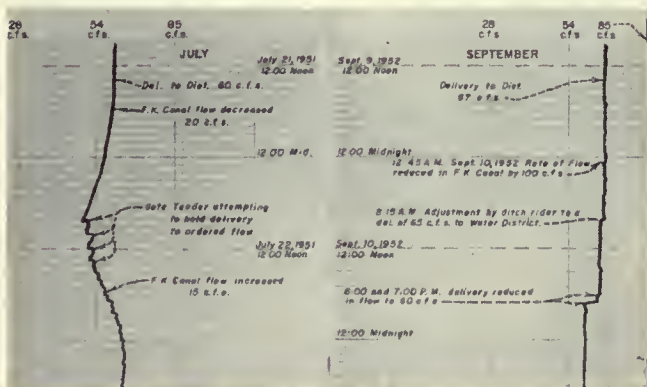 28 54 85 28 54 85
c.f.s. c.f.s. c.f.s. c.f.s. c.f.s. c.f.s.
JULY
July 21, 1951
12:00 Noon
Del. to Dist. 60 c.f.s.
F.K. Canal flow decreased
20 c.f.s.
12:00 M-d.
Gate Tender attempting
to hold delivery
to ordered flow
July 22, 1951
12:00 Noon
F.K. Canal flow increased
15 c.f.s.
SEPTEMBER
Sept. 9, 1952
12:00 Noon
Delivery to Dist.
67 c.f.s.
12:00 Midnight
12:45 A.M. Sept. 10, 1952 Rate of Flow
reduced in F.K. Canal by 100 c.f.s
8:15 A.M. Adjustment by ditch rider to a
del. of 65 c.f.s. to Water District.
Sept. 10, 1952
12:00 Noon
6:00 and 7:00 P.M. delivery reduced
in flow to 60 c.f.s
12:00 Midnight